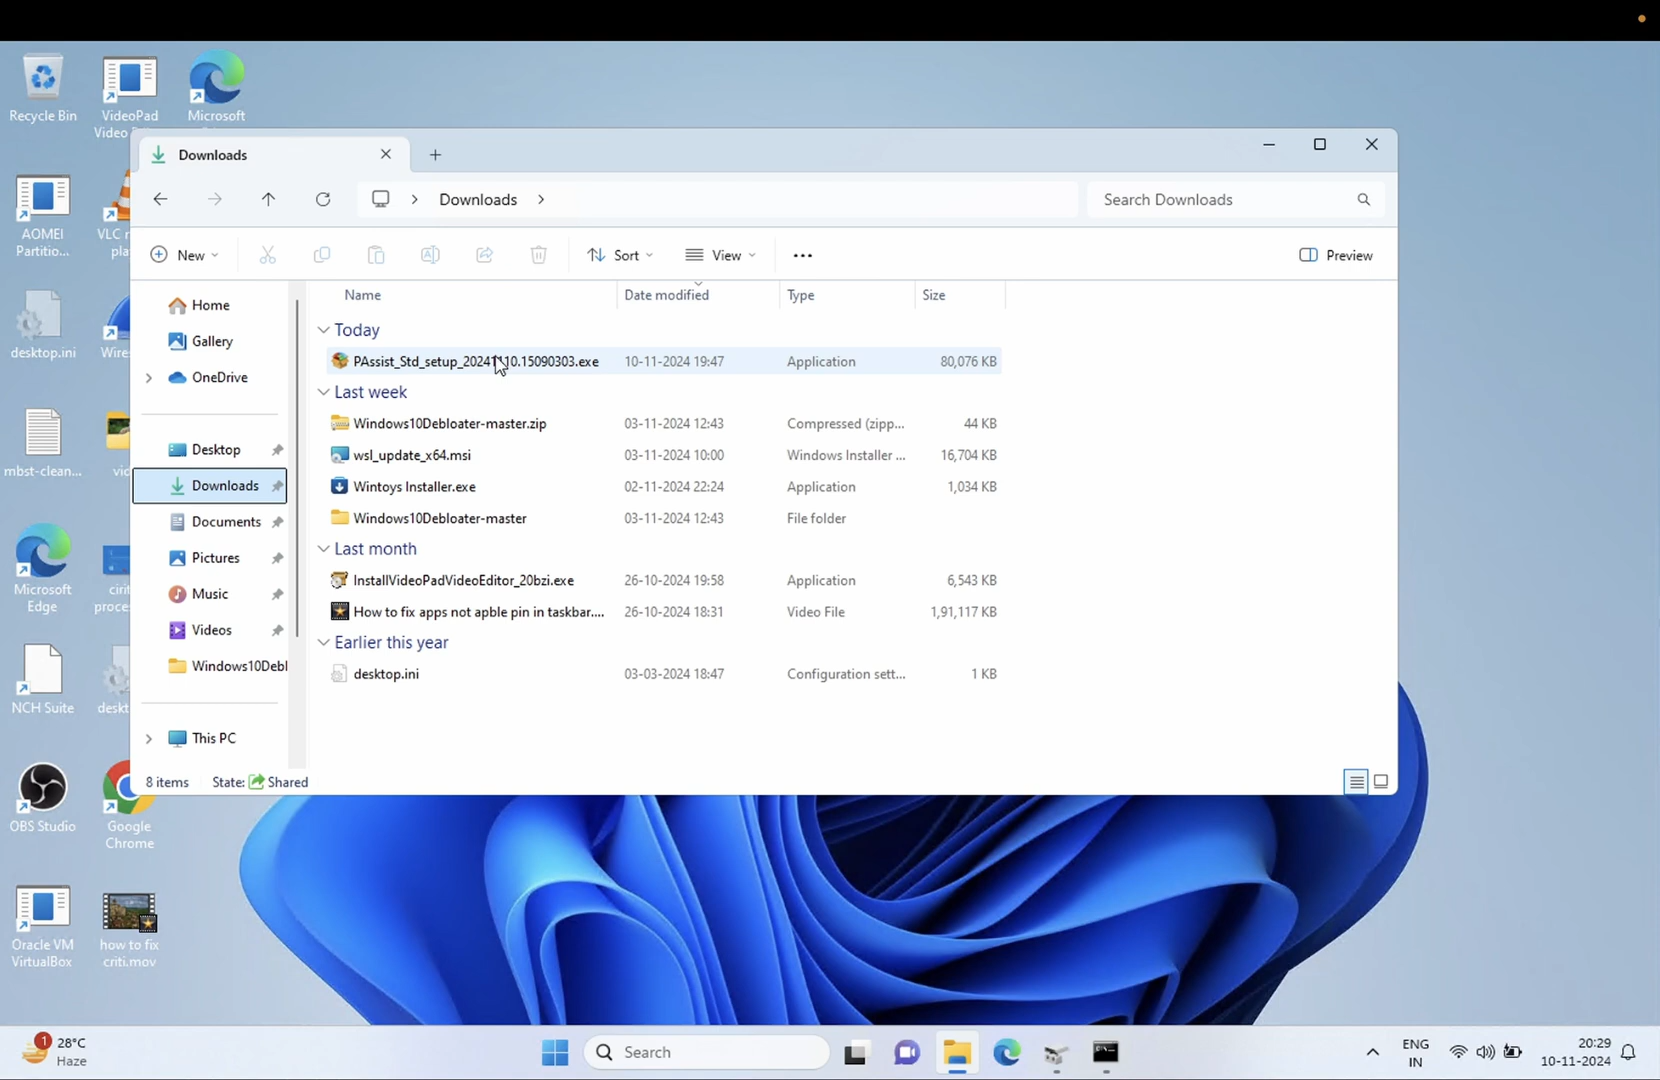 Recycle Bin
VideoPad
Video
Microsoft
AOMEI
Partitio...
VLC
desktop.ini
mbst-clean...
Microsoft
Edge
NCH Suite
OBS Studio
Google
Chrome
Oracle VM
VirtualBox
how to fix
criti.mov
Downloads
Downloads
Search Downloads
New
Sort
View
Preview
Home
Gallery
OneDrive
Desktop
Downloads
Documents
Pictures
Music
Videos
Windows10Debl
This PC
Name Date modified Type Size
Today
PAssist_Std_setup_20241110.15090303.exe 10-11-2024 19:47 Application 80,076 KB
Last week
Windows10Debloater-master.zip 03-11-2024 12:43 Compressed (zipp... 44 KB
wsl_update_x64.msi 03-11-2024 10:00 Windows Installer ... 16,704 KB
Wintoys Installer.exe 02-11-2024 22:24 Application 1,034 KB
Windows10Debloater-master 03-11-2024 12:43 File folder
Last month
InstallVideoPadVideoEditor_20bzi.exe 26-10-2024 19:58 Application 6,543 KB
How to fix apps not apble pin in taskbar.... 26-10-2024 18:31 Video File 1,91,117 KB
Earlier this year
desktop.ini 03-03-2024 18:47 Configuration sett... 1 KB
8 items State: Shared
1
28°C
Haze
Search
ENG
IN
20:29
10-11-2024